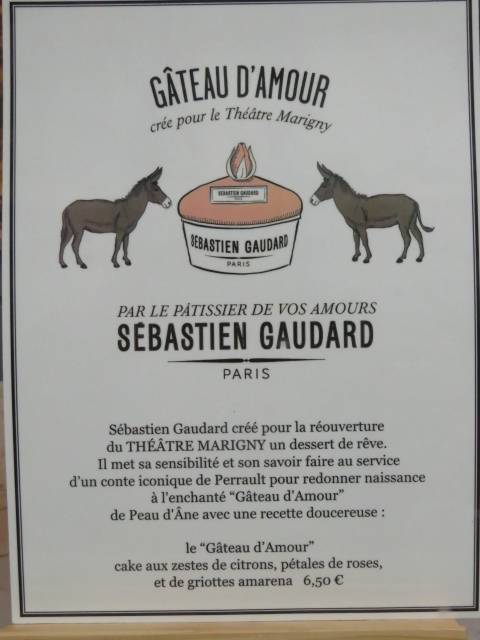 GÂTEAU D'AMOUR
crée pour le Théâtre Marigny
SÉBASTIEN GAUDARD
SÉBASTIEN GAUDARD
PARIS
PAR LE PÂTISSIER DE VOS AMOURS
SÉBASTIEN GAUDARD
PARIS
Sébastien Gaudard créé pour la réouverture
du THÉÂTRE MARIGNY un dessert de rêve.
Il met sa sensibilité et son savoir faire au service
d'un conte iconique de Perrault pour redonner naissance
à l'enchanté “Gâteau d'Amour”
de Peau d'Âne avec une recette doucereuse :
le “Gâteau d'Amour”
cake aux zestes de citrons, pétales de roses,
et de griottes amarena 6,50 €